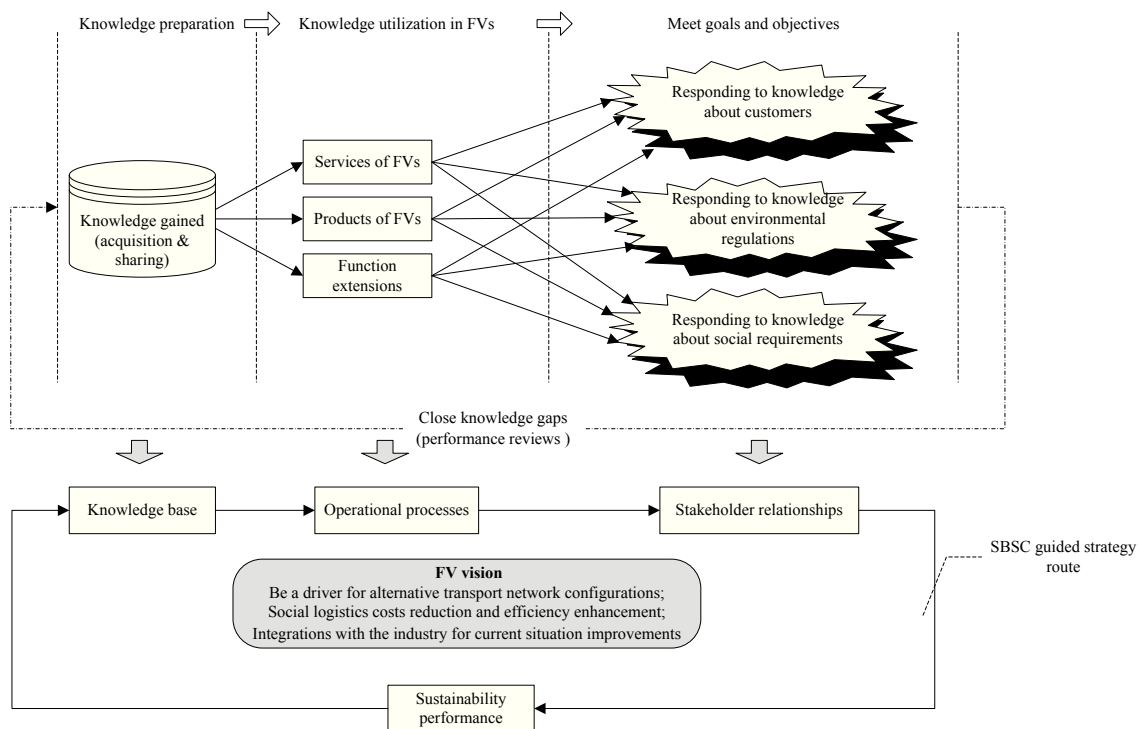 Knowledge preparation
Knowledge utilization in FVs
Meet goals and objectives
Responding to knowledge
about customers
Services of FVs
Knowledge gained
(acquisition &
sharing)
Products of FVs
Responding to knowledge
about environmental
regulations
Function
extensions
Responding to knowledge
about social requirements
Close knowledge gaps
(performance reviews )
Knowledge base
Operational processes
Stakeholder relationships
SBSC guided strategy
route
FV vision
Be a driver for alternative transport network configurations;
Social logistics costs reduction and efficiency enhancement;
Integrations with the industry for current situation improvements
Sustainability
performance